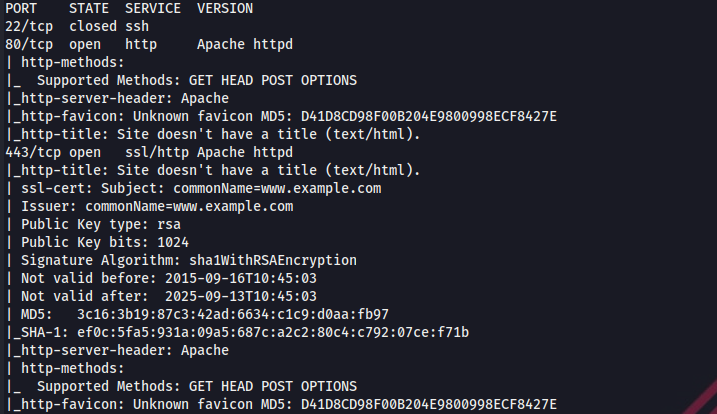 PORT    STATE  SERVICE  VERSION
22/tcp  closed ssh
80/tcp  open   http     Apache httpd
| http-methods:
|_  Supported Methods: GET HEAD POST OPTIONS
|_http-server-header: Apache
|_http-favicon: Unknown favicon MD5: D41D8CD98F00B204E9800998ECF8427E
|_http-title: Site doesn't have a title (text/html).
443/tcp open   ssl/http Apache httpd
|_http-title: Site doesn't have a title (text/html).
| ssl-cert: Subject: commonName=www.example.com
| Issuer: commonName=www.example.com
| Public Key type: rsa
| Public Key bits: 1024
| Signature Algorithm: sha1WithRSAEncryption
| Not valid before: 2015-09-16T10:45:03
| Not valid after:  2025-09-13T10:45:03
| MD5:   3c16:3b19:87c3:42ad:6634:c1c9:d0aa:fb97
|_SHA-1: ef0c:5fa5:931a:09a5:687c:a2c2:80c4:c792:07ce:f71b
|_http-server-header: Apache
| http-methods:
|_  Supported Methods: GET HEAD POST OPTIONS
|_http-favicon: Unknown favicon MD5: D41D8CD98F00B204E9800998ECF8427E